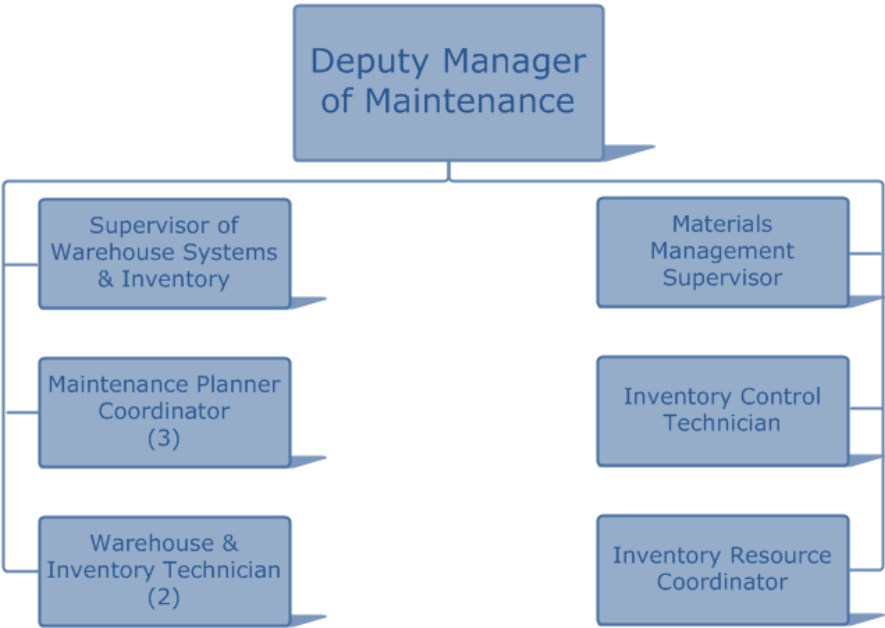 Deputy Manager
of Maintenance
Supervisor of
Warehouse Systems
& Inventory
Maintenance Planner
Coordinator
(3)
Warehouse &
Inventory Technician
(2)
Materials
Management
Supervisor
Inventory Control
Technician
Inventory Resource
Coordinator